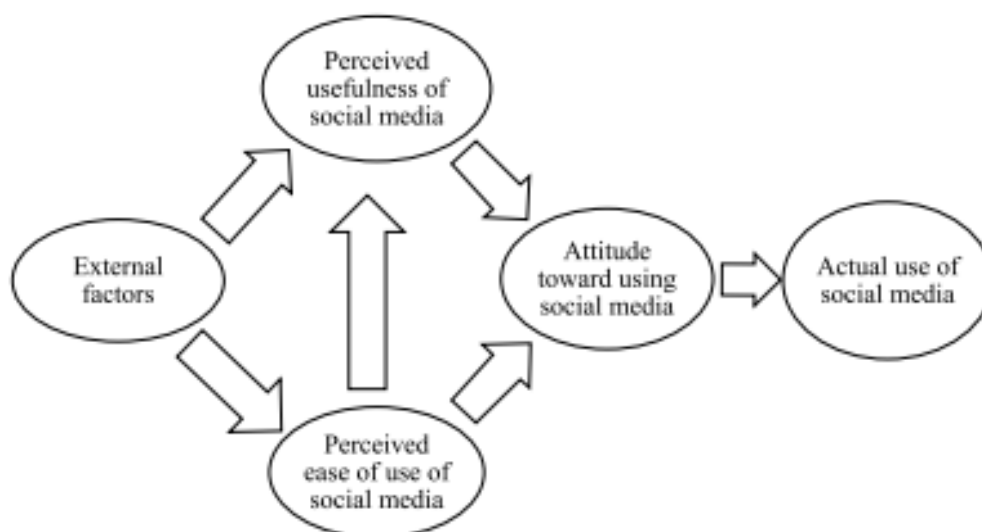 Perceived
usefulness of
social media
External
factors
Attitude
toward using
social media
Actual use of
social media
Perceived
ease of use of
social media